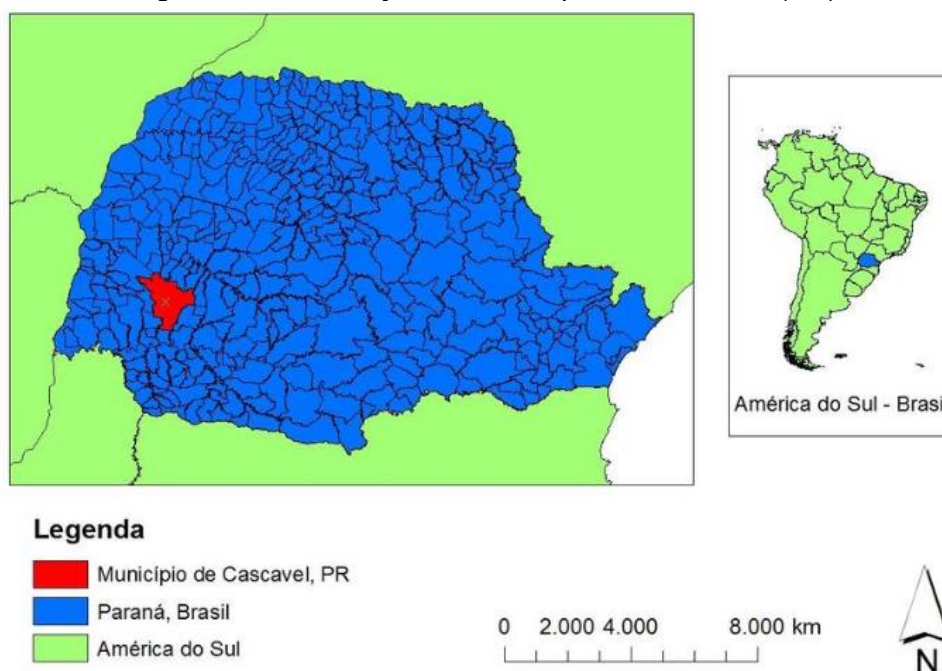 América do Sul - Brasi
Legenda
Município de Cascavel, PR
Paraná, Brasil
América do Sul
0 2.000 4.000 8.000 km
N